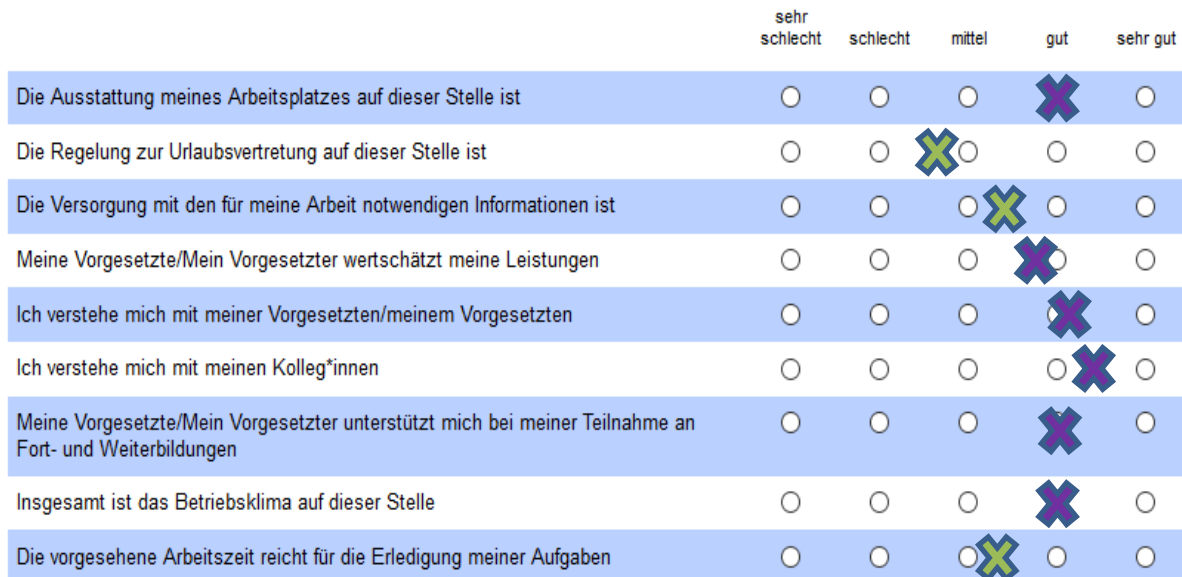 sehr
schlecht schlecht mittel gut sehr gut
Die Ausstattung meines Arbeitsplatzes auf dieser Stelle ist
Die Regelung zur Urlaubsvertretung auf dieser Stelle ist
Die Versorgung mit den für meine Arbeit notwendigen Informationen ist
Meine Vorgesetzte/Mein Vorgesetzter wertschätzt meine Leistungen
Ich verstehe mich mit meiner Vorgesetzten/meinem Vorgesetzten
Ich verstehe mich mit meinen Kolleg*innen
Meine Vorgesetzte/Mein Vorgesetzter unterstützt mich bei meiner Teilnahme an
Fort- und Weiterbildungen
Insgesamt ist das Betriebsklima auf dieser Stelle
Die vorgesehene Arbeitszeit reicht für die Erledigung meiner Aufgaben